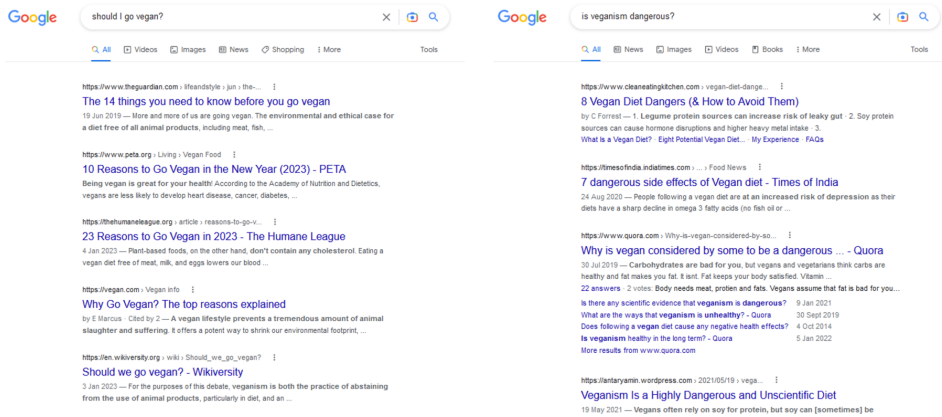 Google
should I go vegan?
All Videos Images News Shopping More Tools
https://www.theguardian.com › lifeandstyle › jun › the-...
The 14 things you need to know before you go vegan
19 Jun 2019 — More and more of us are going vegan. The environmental and ethical case for
a diet free of all animal products, including meat, fish, ...
https://www.peta.org › Living › Vegan Food
10 Reasons to Go Vegan in the New Year (2023) - PETA
Being vegan is great for your health! According to the Academy of Nutrition and Dietetics,
vegans are less likely to develop heart disease, cancer, diabetes, ...
https://thehumaneleague.org › article › reasons-to-go-v...
23 Reasons to Go Vegan in 2023 - The Humane League
4 Jan 2023 — Plant-based foods, on the other hand, don't contain any cholesterol. Eating a
vegan diet free of meat, milk, and eggs lowers our blood ...
https://vegan.com › Vegan info
Why Go Vegan? The top reasons explained
by E Marcus · Cited by 2 — A vegan lifestyle prevents a tremendous amount of animal
slaughter and suffering. It offers a potent way to shrink our environmental footprint, ...
https://en.wikiversity.org › wiki › Should_we_go_vegan?
Should we go vegan? - Wikiversity
3 Jan 2023 — For the purposes of this debate, veganism is both the practice of abstaining
from the use of animal products, particularly in diet, and an ...
Google
is veganism dangerous?
All News Images Videos Books More Tools
https://www.cleaneatingkitchen.com › vegan-diet-dange...
8 Vegan Diet Dangers (& How to Avoid Them)
by C Forrest — 1. Legume protein sources can increase risk of leaky gut · 2. Soy protein
sources can cause hormone disruptions and higher heavy metal intake · 3.
What Is a Vegan Diet? · Eight Potential Vegan Diet... · My Experience · FAQs
https://timesofindia.indiatimes.com › ... › Food News
7 dangerous side effects of Vegan diet - Times of India
24 Aug 2020 — People following a vegan diet are at an increased risk of depression as their
diets have a sharp decline in omega 3 fatty acids (no fish oil or ...
https://www.quora.com › Why-is-vegan-considered-by-so...
Why is vegan considered by some to be a dangerous ... - Quora
30 Jul 2019 — Carbohydrates are bad for you, but vegans and vegetarians think carbs are
healthy and fat makes you fat. It isnt. Fat keeps your body satisfied. Vitamin ...
22 answers · 2 votes: Body needs meat, protien and fats. Vegans assume that fat is bad for you...
Is there any scientific evidence that veganism is dangerous? 9 Jan 2021
What are the ways that veganism is unhealthy? - Quora 30 Sept 2019
Does following a vegan diet cause any negative health effects? 4 Oct 2014
Is veganism healthy in the long term? - Quora 5 Jan 2022
More results from www.quora.com
https://antaryamin.wordpress.com › 2021/05/19 › vega...
Veganism Is a Highly Dangerous and Unscientific Diet
19 May 2021 — Vegans often rely on soy for protein, but soy can [sometimes] be